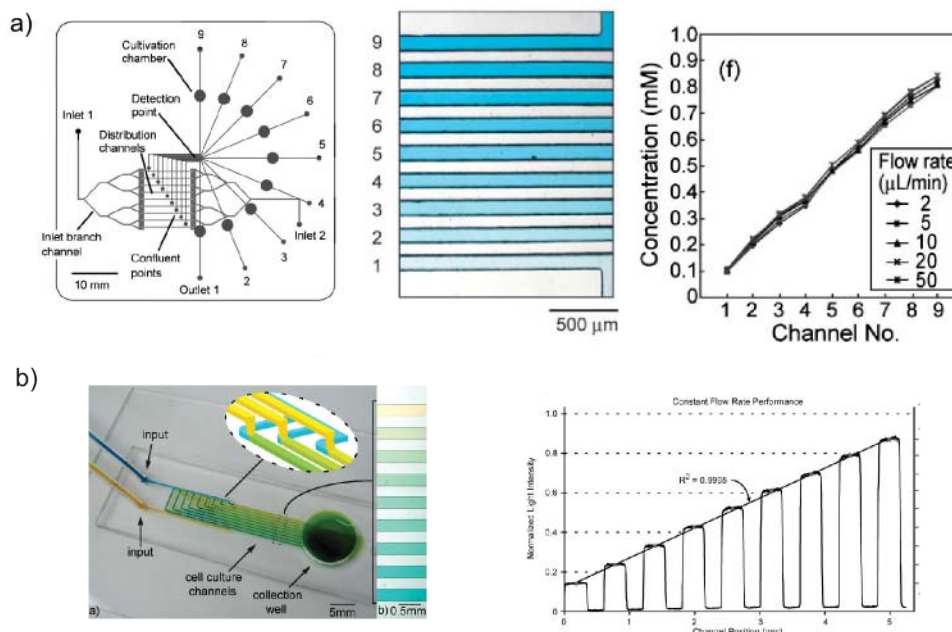 a)
Cultivation chamber
Detection point
Inlet 1
Distribution channels
Inlet branch channel
Confluent points
10 mm
Outlet 1
Inlet 2
9
8
7
6
5
4
3
2
9
8
7
6
5
4
3
2
1
500 μm
(f)
Concentration (mM)
1.0
0.9
0.8
0.7
0.6
0.5
0.4
0.3
0.2
0.1
0
1 2 3 4 5 6 7 8 9
Channel No.
Flow rate
(μL/min)
2
5
10
20
50
b)
input
input
cell culture channels
collection well
5mm
a)
b) 0.5mm
Constant Flow Rate Performance
Normalized Light Intensity
1.0
0.8
0.6
0.4
0.2
0
R² = 0.9985
0 1 2 3 4 5
Channel Position (mm)